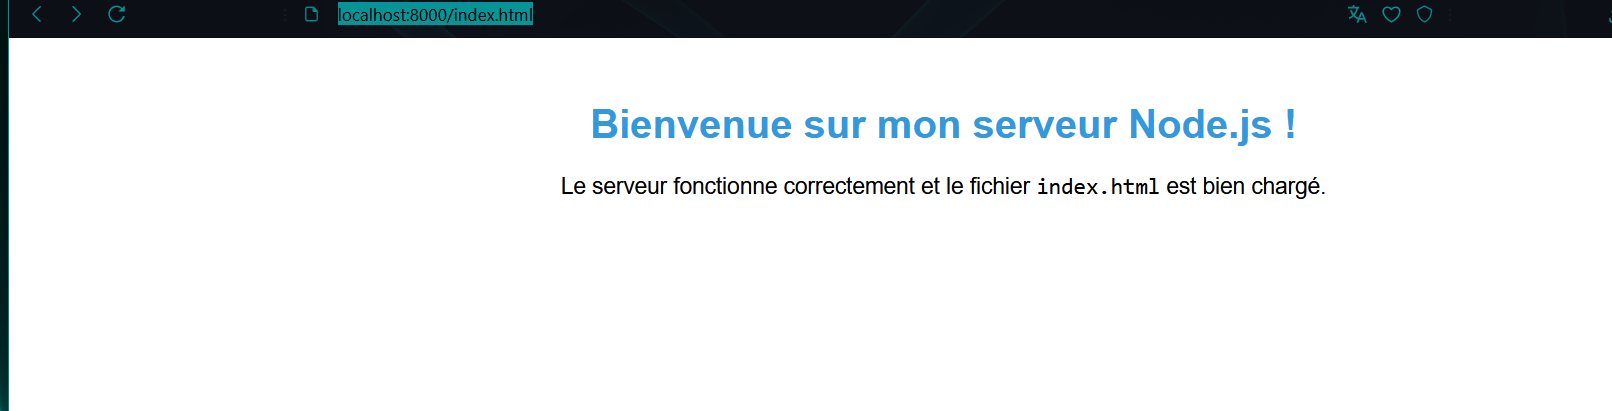 localhost:8000/index.html
Bienvenue sur mon serveur Node.js !
Le serveur fonctionne correctement et le fichier index.html est bien chargé.